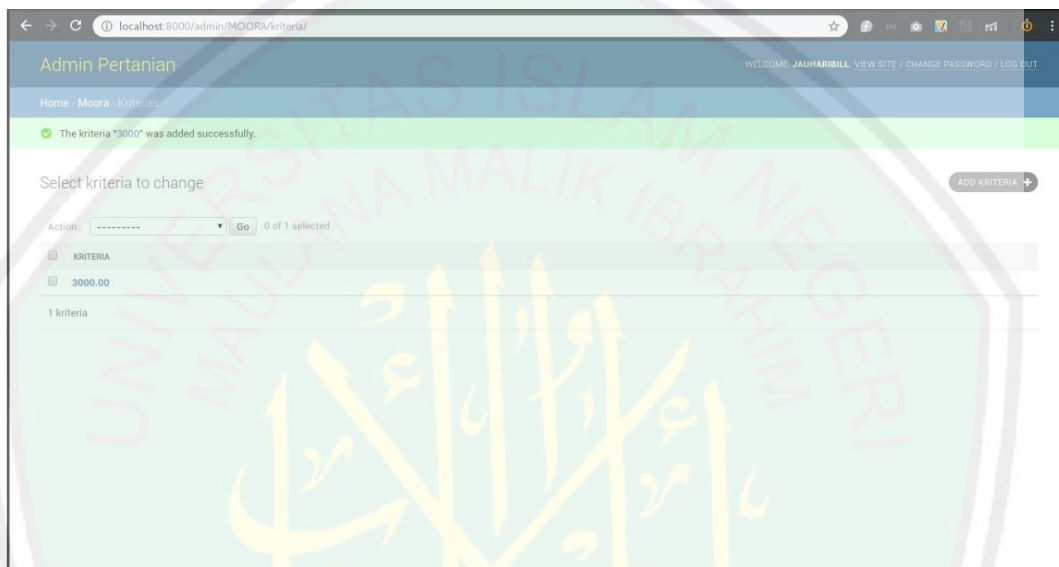 localhost:8000/admin/MOORA/kriteria/
Admin Pertanian
WELCOME, JAUHARIBILL. VIEW SITE / CHANGE PASSWORD / LOG OUT
Home › Moora › Kriterias
The kriteria "3000" was added successfully.
Select kriteria to change
ADD KRITERIA +
Action: --------- Go 0 of 1 selected
KRITERIA
3000.00
1 kriteria
UNIVERSITAS ISLAM NEGERI
MAULANA MALIK IBRAHIM